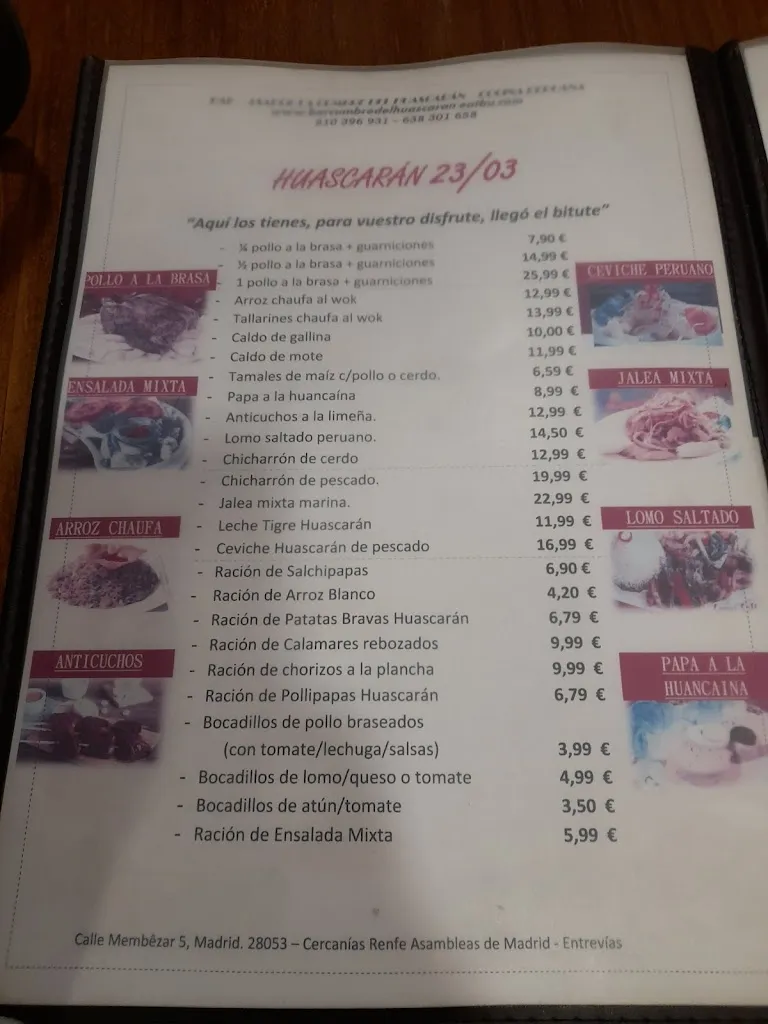 910 396 931 - 638 301 658
HUASCARÁN 23/03
"Aquí los tienes, para vuestro disfrute, llegó el bitute"
- ¼ pollo a la brasa + guarniciones 7,90 €
- ½ pollo a la brasa + guarniciones 14,99 €
- 1 pollo a la brasa + guarniciones 25,99 €
- Arroz chaufa al wok 12,99 €
- Tallarines chaufa al wok 13,99 €
- Caldo de gallina 10,00 €
- Caldo de mote 11,99 €
- Tamales de maíz c/pollo o cerdo. 6,59 €
- Papa a la huancaína 8,99 €
- Anticuchos a la limeña. 12,99 €
- Lomo saltado peruano. 14,50 €
- Chicharrón de cerdo 12,99 €
- Chicharrón de pescado. 19,99 €
- Jalea mixta marina. 22,99 €
- Leche Tigre Huascarán 11,99 €
- Ceviche Huascarán de pescado 16,99 €
- Ración de Salchipapas 6,90 €
- Ración de Arroz Blanco 4,20 €
- Ración de Patatas Bravas Huascarán 6,79 €
- Ración de Calamares rebozados 9,99 €
- Ración de chorizos a la plancha 9,99 €
- Ración de Pollipapas Huascarán 6,79 €
- Bocadillos de pollo braseados
(con tomate/lechuga/salsas) 3,99 €
- Bocadillos de lomo/queso o tomate 4,99 €
- Bocadillos de atún/tomate 3,50 €
- Ración de Ensalada Mixta 5,99 €
POLLO A LA BRASA
ENSALADA MIXTA
ARROZ CHAUFA
ANTICUCHOS
CEVICHE PERUANO
JALEA MIXTA
LOMO SALTADO
PAPA A LA
HUANCAINA
Calle Membêzar 5, Madrid. 28053 – Cercanías Renfe Asambleas de Madrid - Entrevías